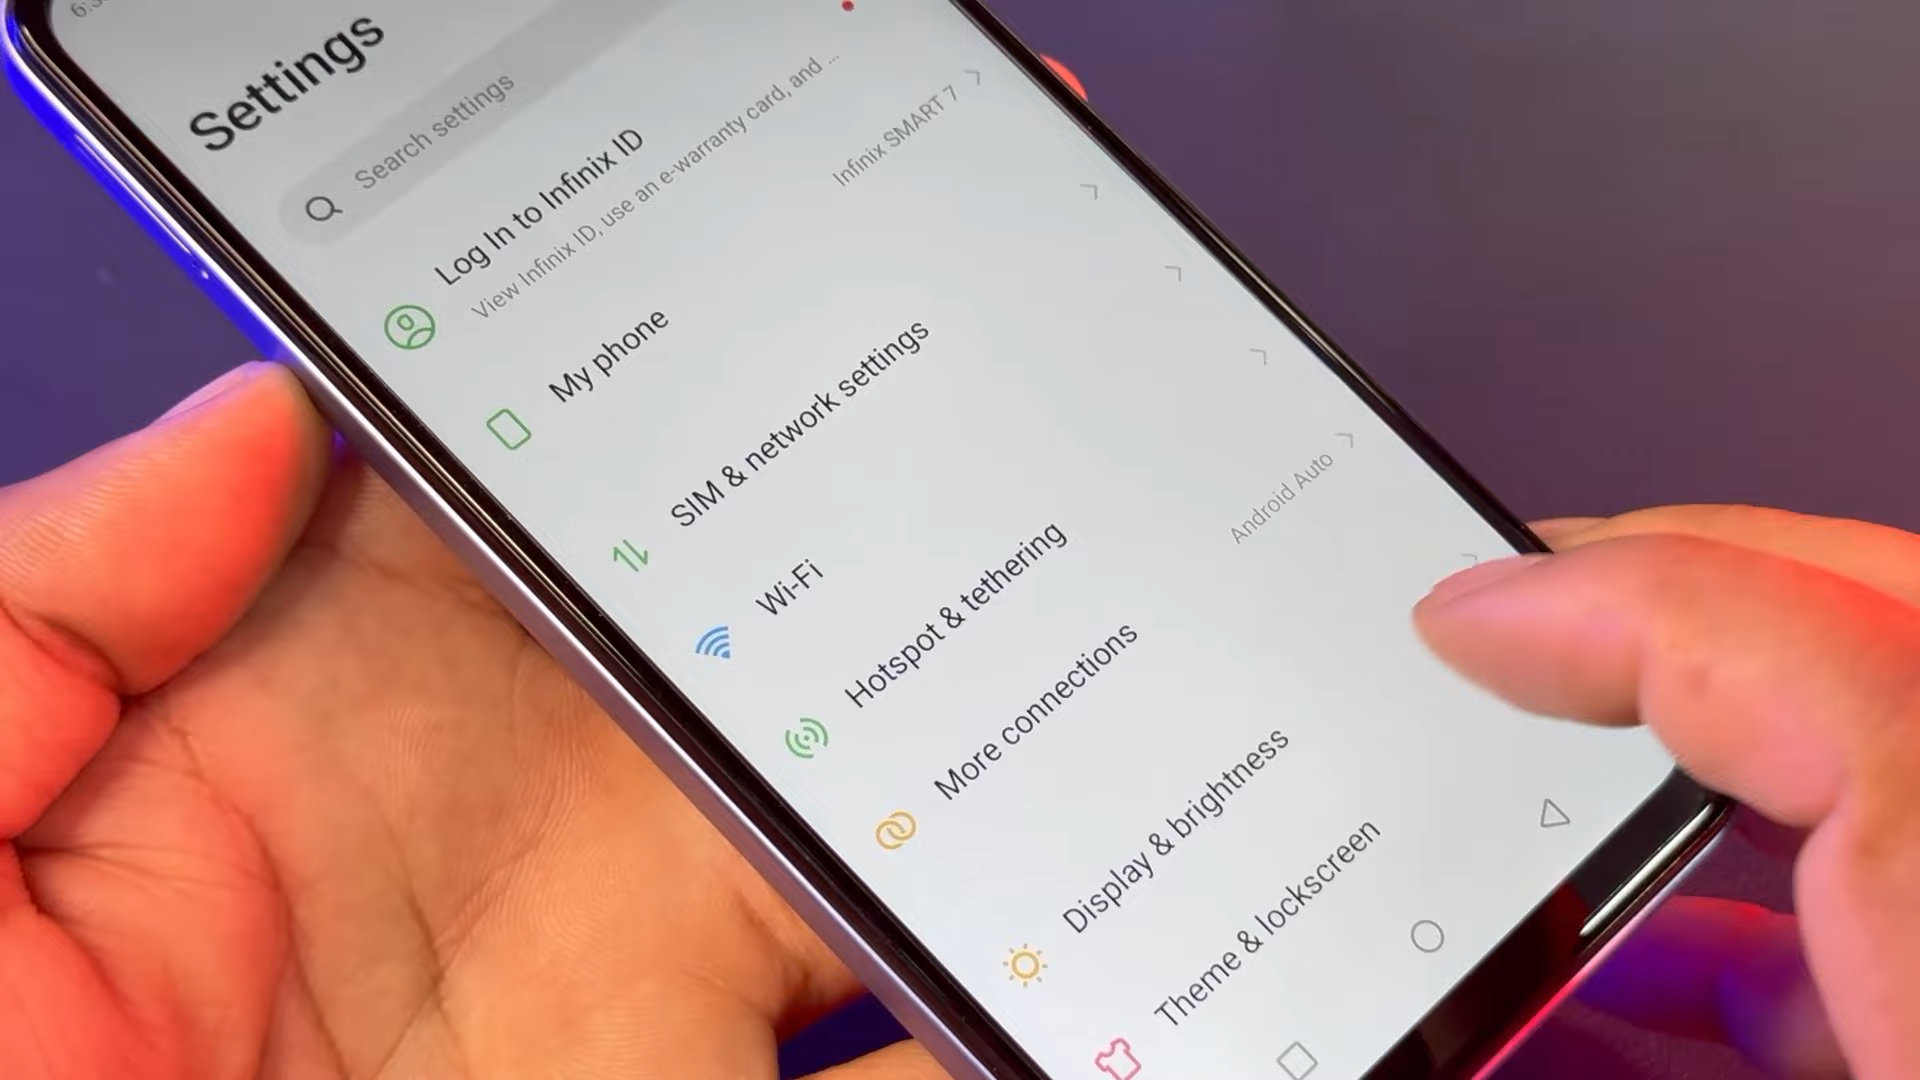 Settings
Search settings
Log In to Infinix ID
View Infinix ID, use an e-warranty card, and ...
My phone
Infinix SMART 7
SIM & network settings
Wi-Fi
Hotspot & tethering
More connections
Android Auto
Display & brightness
Theme & lockscreen